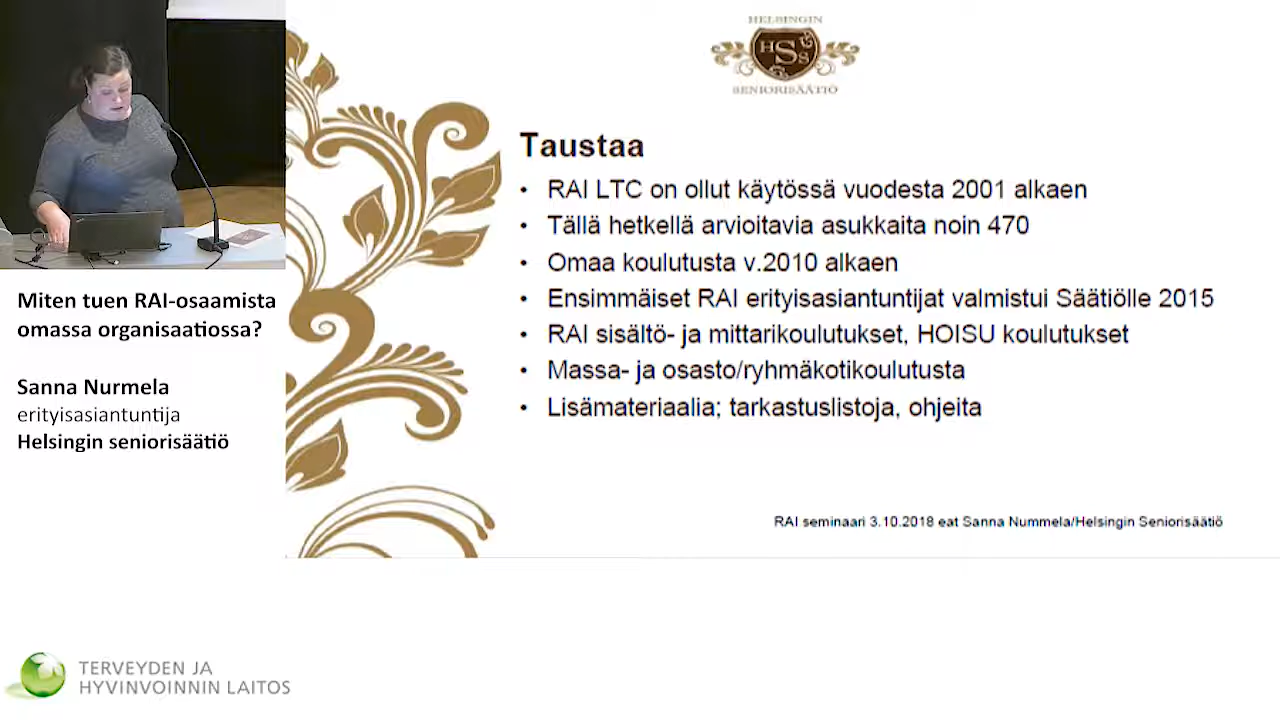 HELSINGIN
HSS
SENIORISÄÄTIÖ
Taustaa
• RAI LTC on ollut käytössä vuodesta 2001 alkaen
• Tällä hetkellä arvioitavia asukkaita noin 470
• Omaa koulutusta v.2010 alkaen
• Ensimmäiset RAI erityisasiantuntijat valmistui Säätiölle 2015
• RAI sisältö- ja mittarikoulutukset, HOISU koulutukset
• Massa- ja osasto/ryhmäkotikoulutusta
• Lisämateriaalia; tarkastuslistoja, ohjeita
RAI seminaari 3.10.2018 eat Sanna Nummela/Helsingin Seniorisäätiö
Miten tuen RAI-osaamista
omassa organisaatiossa?
Sanna Nurmela
erityisasiantuntija
Helsingin seniorisäätiö
TERVEYDEN JA
HYVINVOINNIN LAITOS